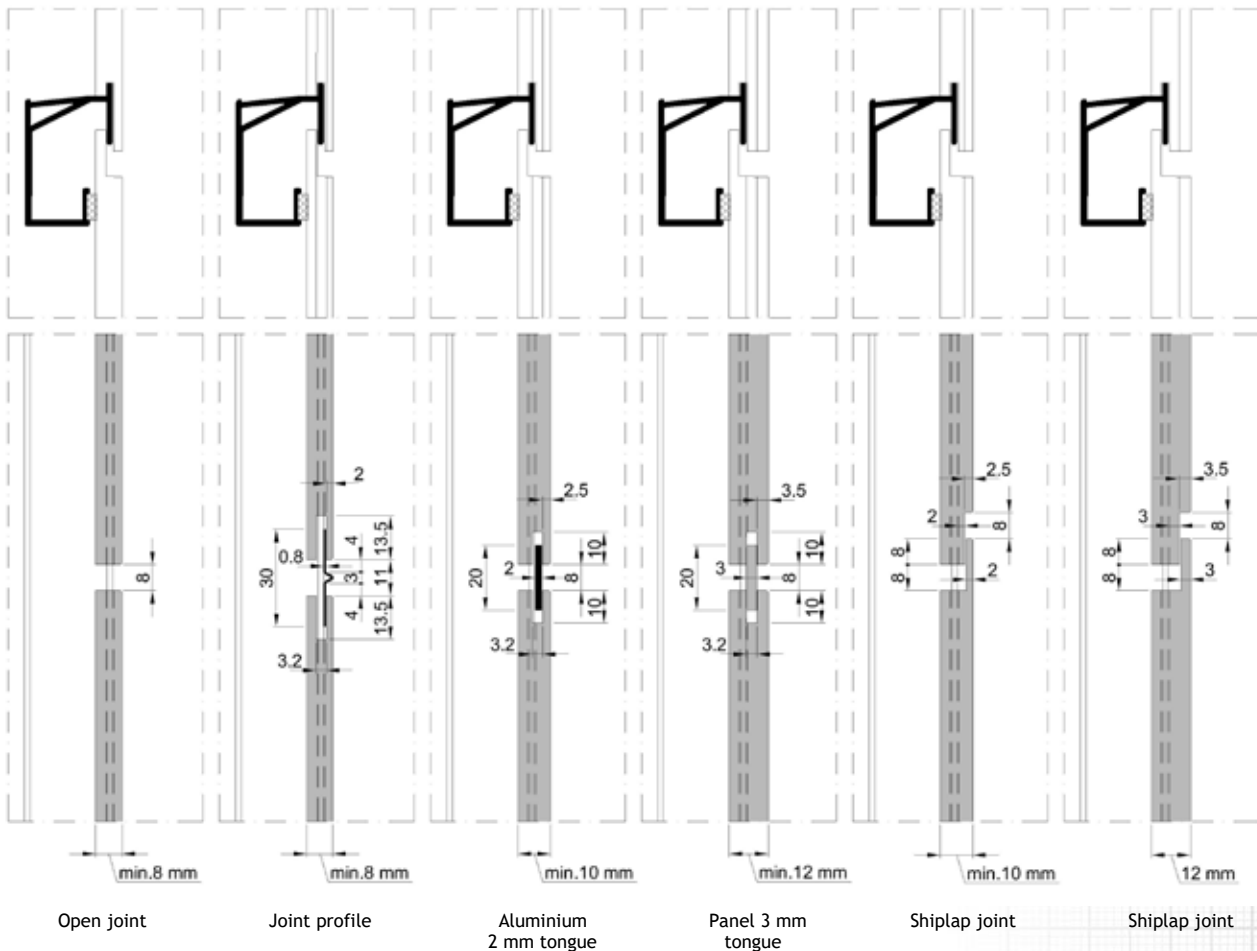 8
min.8 mm
Open joint
2
0.8
30
4
3
4
13.5
11
13.5
3.2
min.8 mm
Joint profile
2.5
20
2
8
10
10
3.2
min.10 mm
Aluminium
2 mm tongue
3.5
20
3
8
10
10
3.2
min.12 mm
Panel 3 mm
tongue
2.5
2
8
8
8
2
min.10 mm
Shiplap joint
3.5
3
8
8
8
3
12 mm
Shiplap joint